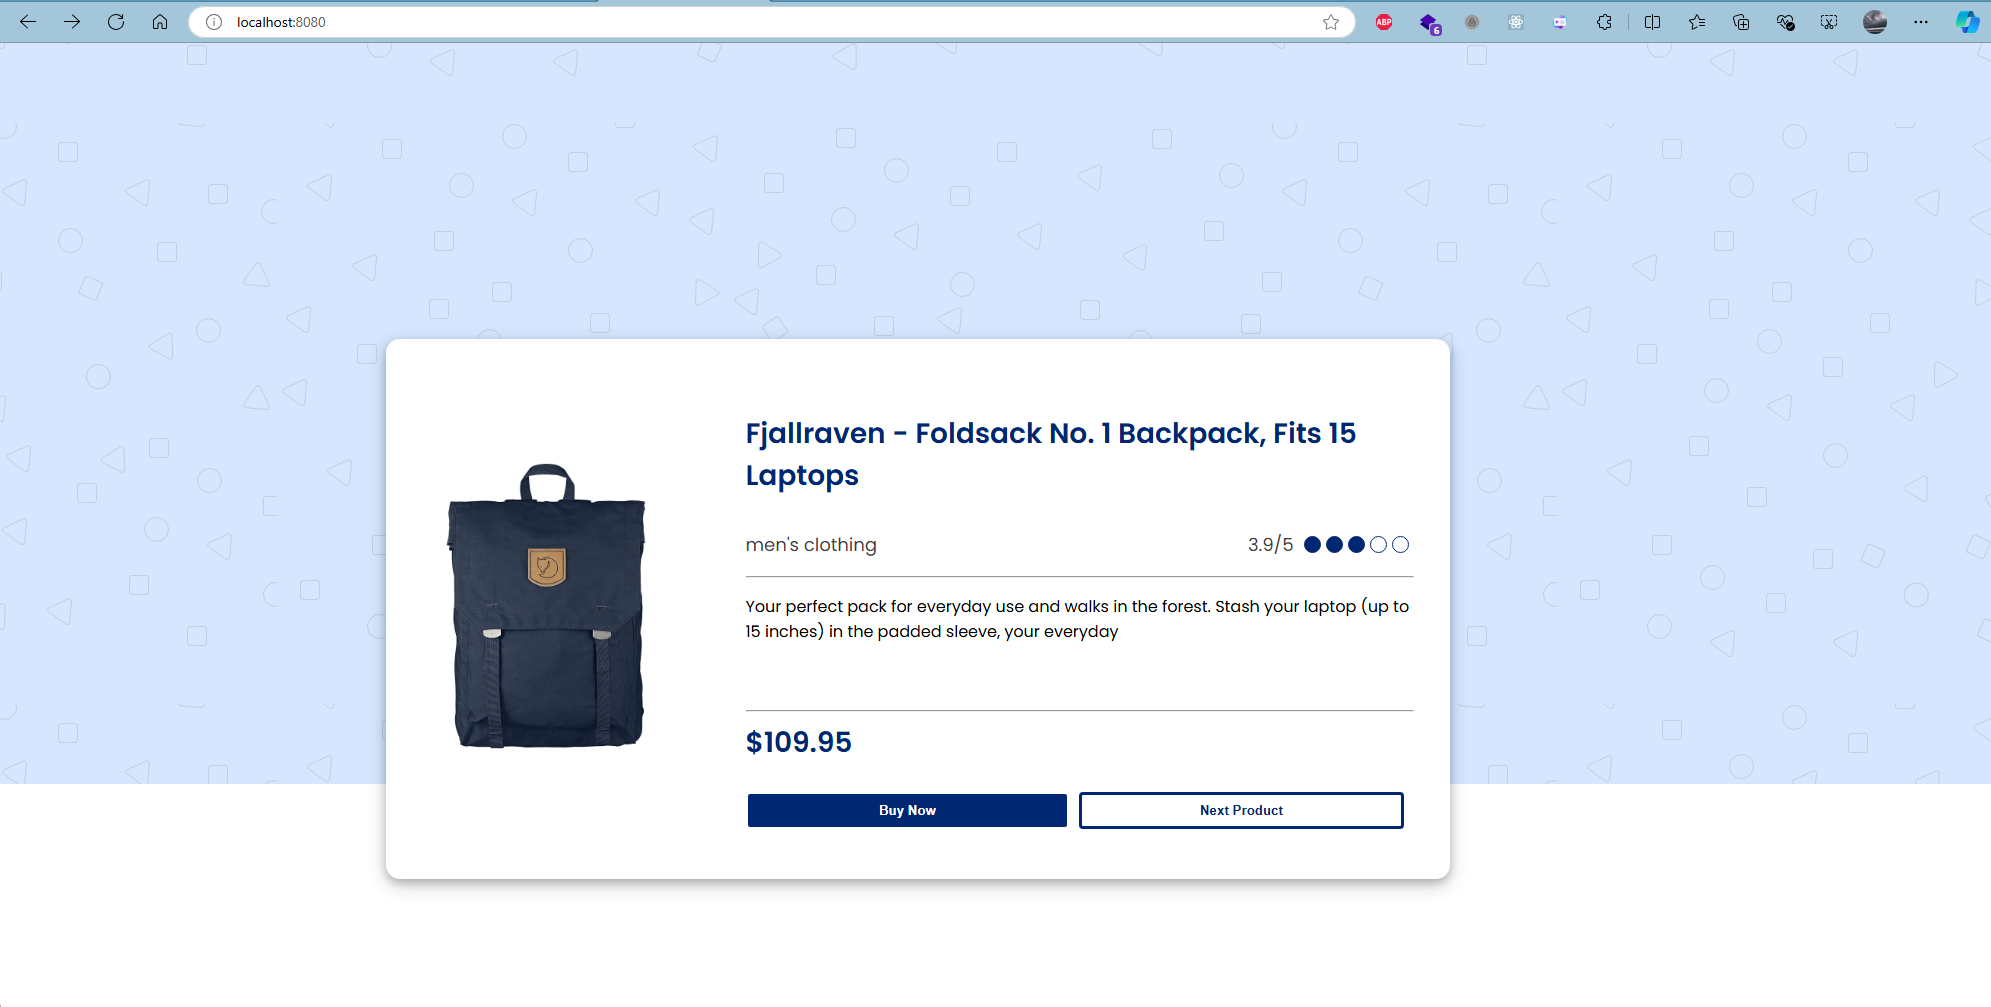 localhost:8080
ABP
6
Fjallraven - Foldsack No. 1 Backpack, Fits 15
Laptops
men's clothing
3.9/5
Your perfect pack for everyday use and walks in the forest. Stash your laptop (up to
15 inches) in the padded sleeve, your everyday
$109.95
Buy Now
Next Product